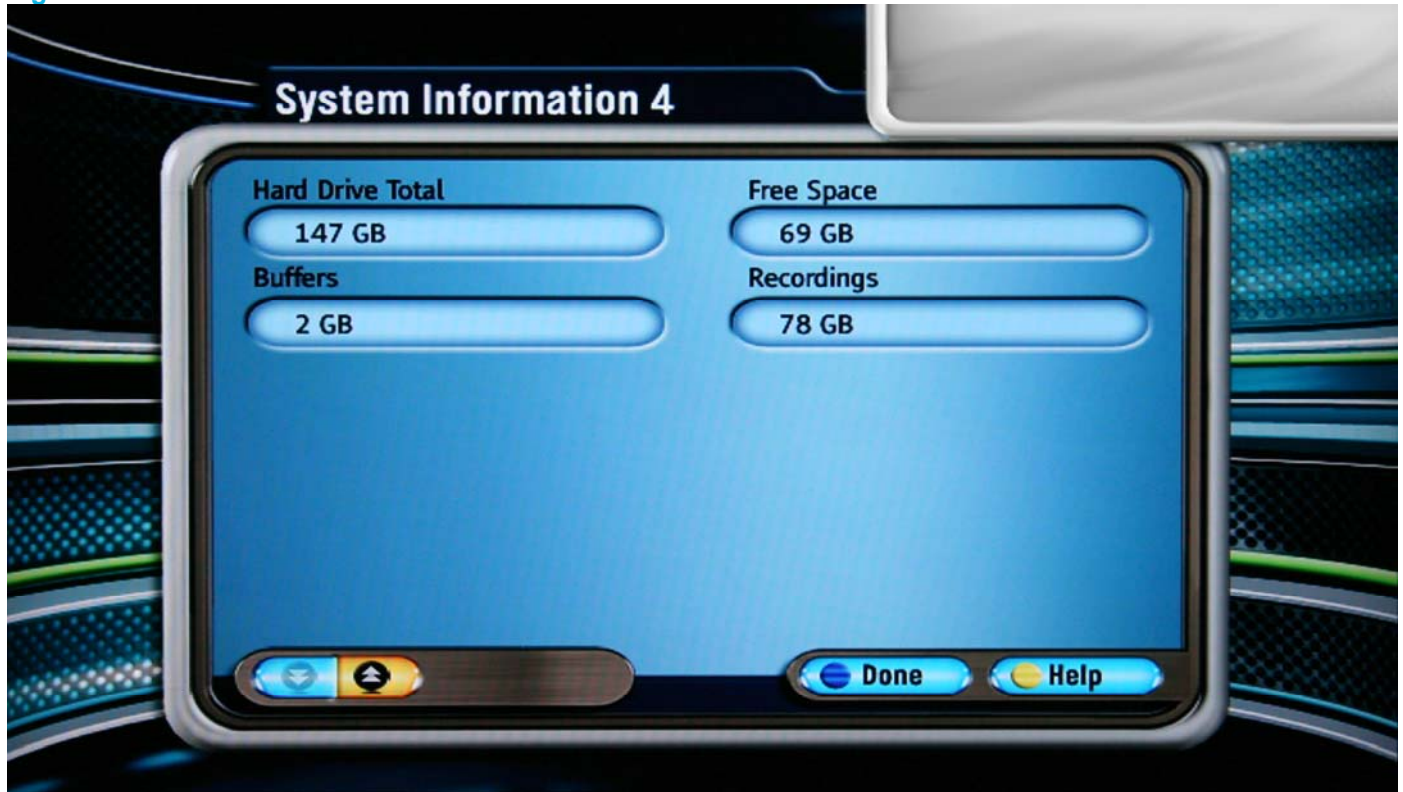 System Information 4
Hard Drive Total
Free Space
147 GB
69 GB
Buffers
Recordings
2 GB
78 GB
Done
Help